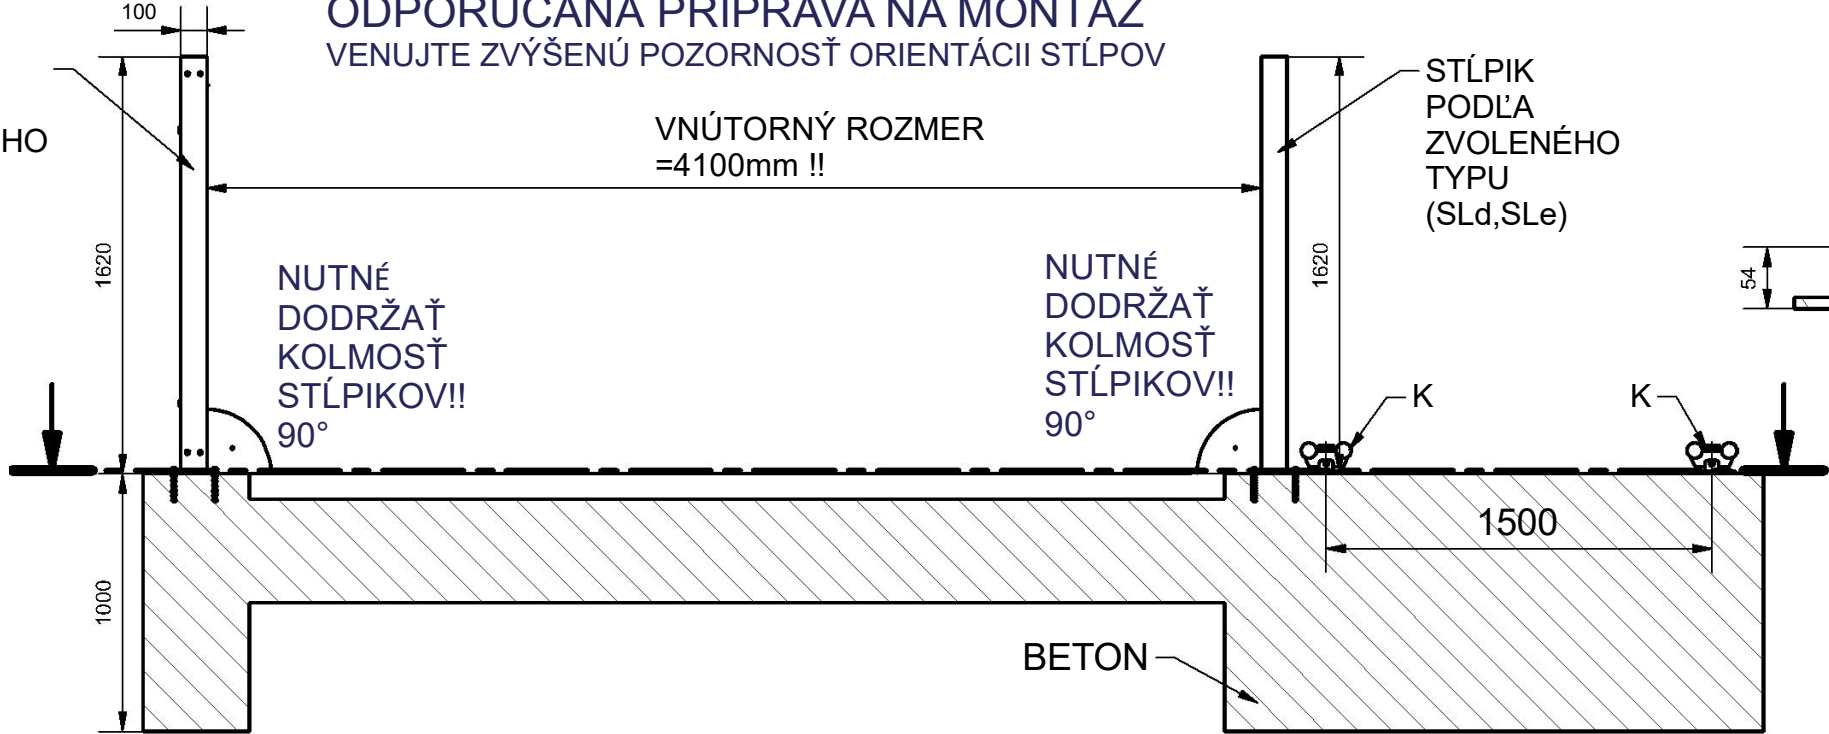 100
ODPORÚČANÁ PRÍPRAVA NA MONTÁŽ
VENUJTE ZVÝŠENÚ POZORNOSŤ ORIENTÁCII STĹPOV
HO
VNÚTORNÝ ROZMER
=4100mm !!
STĹPIK
PODĽA
ZVOLENÉHO
TYPU
(SLd,SLe)
1620
NUTNÉ
DODRŽAŤ
KOLMOSŤ
STĹPIKOV!!
90°
NUTNÉ
DODRŽAŤ
KOLMOSŤ
STĹPIKOV!!
90°
1620
54
K
K
1500
1000
BETON